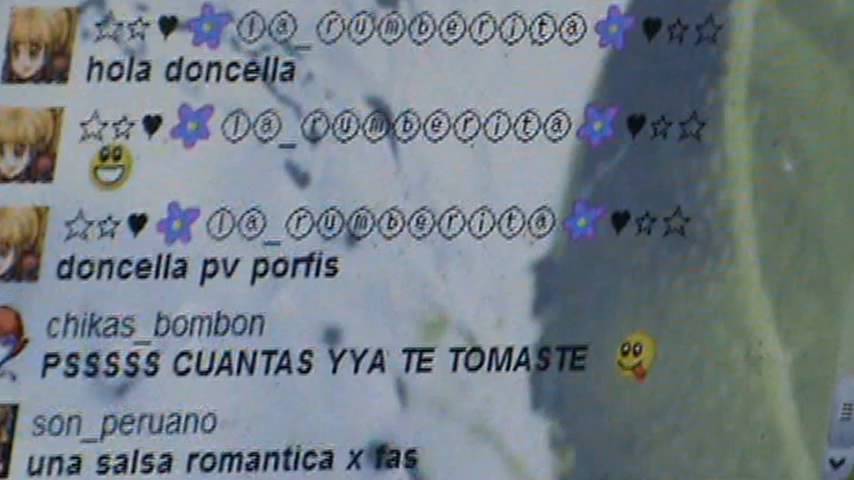 ☆☆♥ ⓛⓐ_ⓡⓤⓜⓑⓔⓡⓘⓣⓐ ♥☆☆
hola doncella
☆☆♥ ⓛⓐ_ⓡⓤⓜⓑⓔⓡⓘⓣⓐ ♥☆☆
☆☆♥ ⓛⓐ_ⓡⓤⓜⓑⓔⓡⓘⓣⓐ ♥☆☆
doncella pv porfis
chikas_bombon
PSSSSS CUANTAS YYA TE TOMASTE
son_peruano
una salsa romantica x fas